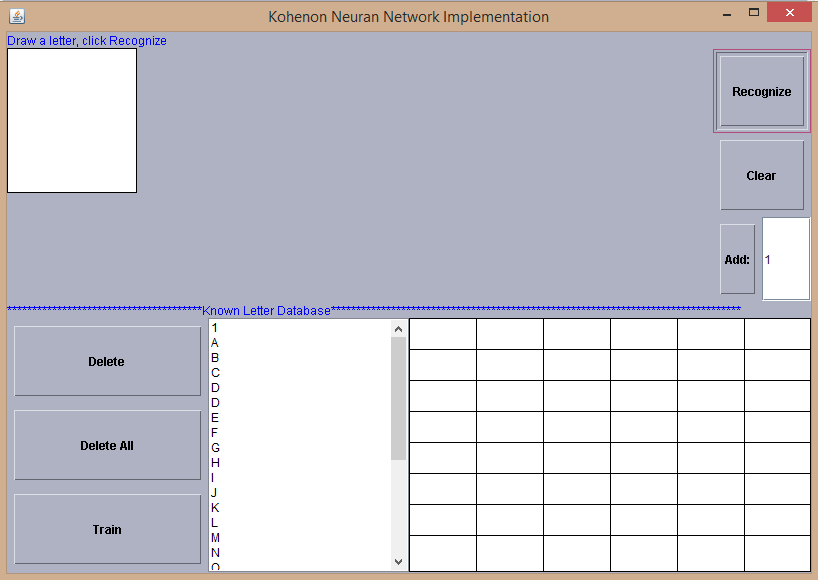 Kohenon Neuran Network Implementation
Draw a letter, click Recognize
Recognize
Clear
Add: 1
***************************************Known Letter Database**********************************************************************************
Delete
Delete All
Train
1
A
B
C
D
D
E
F
G
H
I
J
K
L
M
N
O